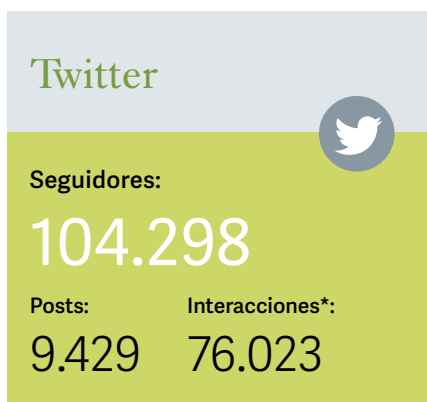 Twitter
Seguidores:
104.298
Posts: Interacciones*:
9.429 76.023